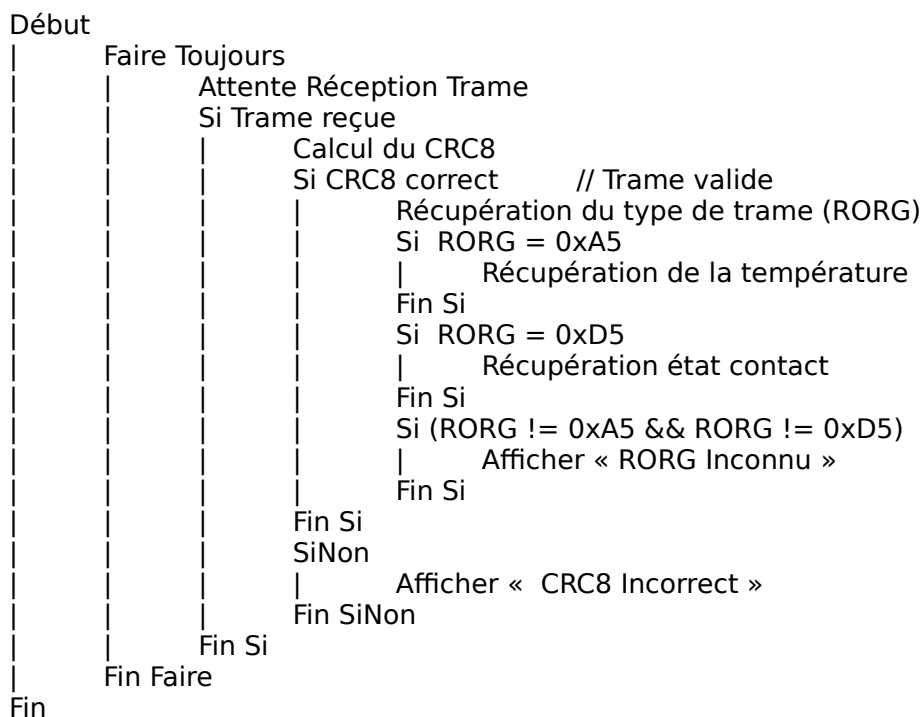 Début
| Faire Toujours
| | Attente Réception Trame
| | Si Trame reçue
| | | Calcul du CRC8
| | | Si CRC8 correct // Trame valide
| | | | Récupération du type de trame (RORG)
| | | | Si RORG = 0xA5
| | | | | Récupération de la température
| | | | Fin Si
| | | | Si RORG = 0xD5
| | | | | Récupération état contact
| | | | Fin Si
| | | | Si (RORG != 0xA5 && RORG != 0xD5)
| | | | | Afficher « RORG Inconnu »
| | | | Fin Si
| | | Fin Si
| | | SiNon
| | | | Afficher « CRC8 Incorrect »
| | | Fin SiNon
| | Fin Si
| Fin Faire
Fin